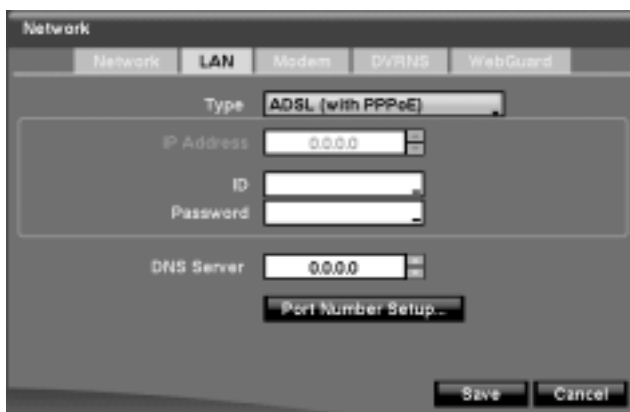 Network
Network LAN Modem DVRNS WebGuard
Type ADSL (with PPPoE)
IP Address 0.0.0.0
ID
Password
DNS Server 0.0.0.0
Port Number Setup...
Save Cancel